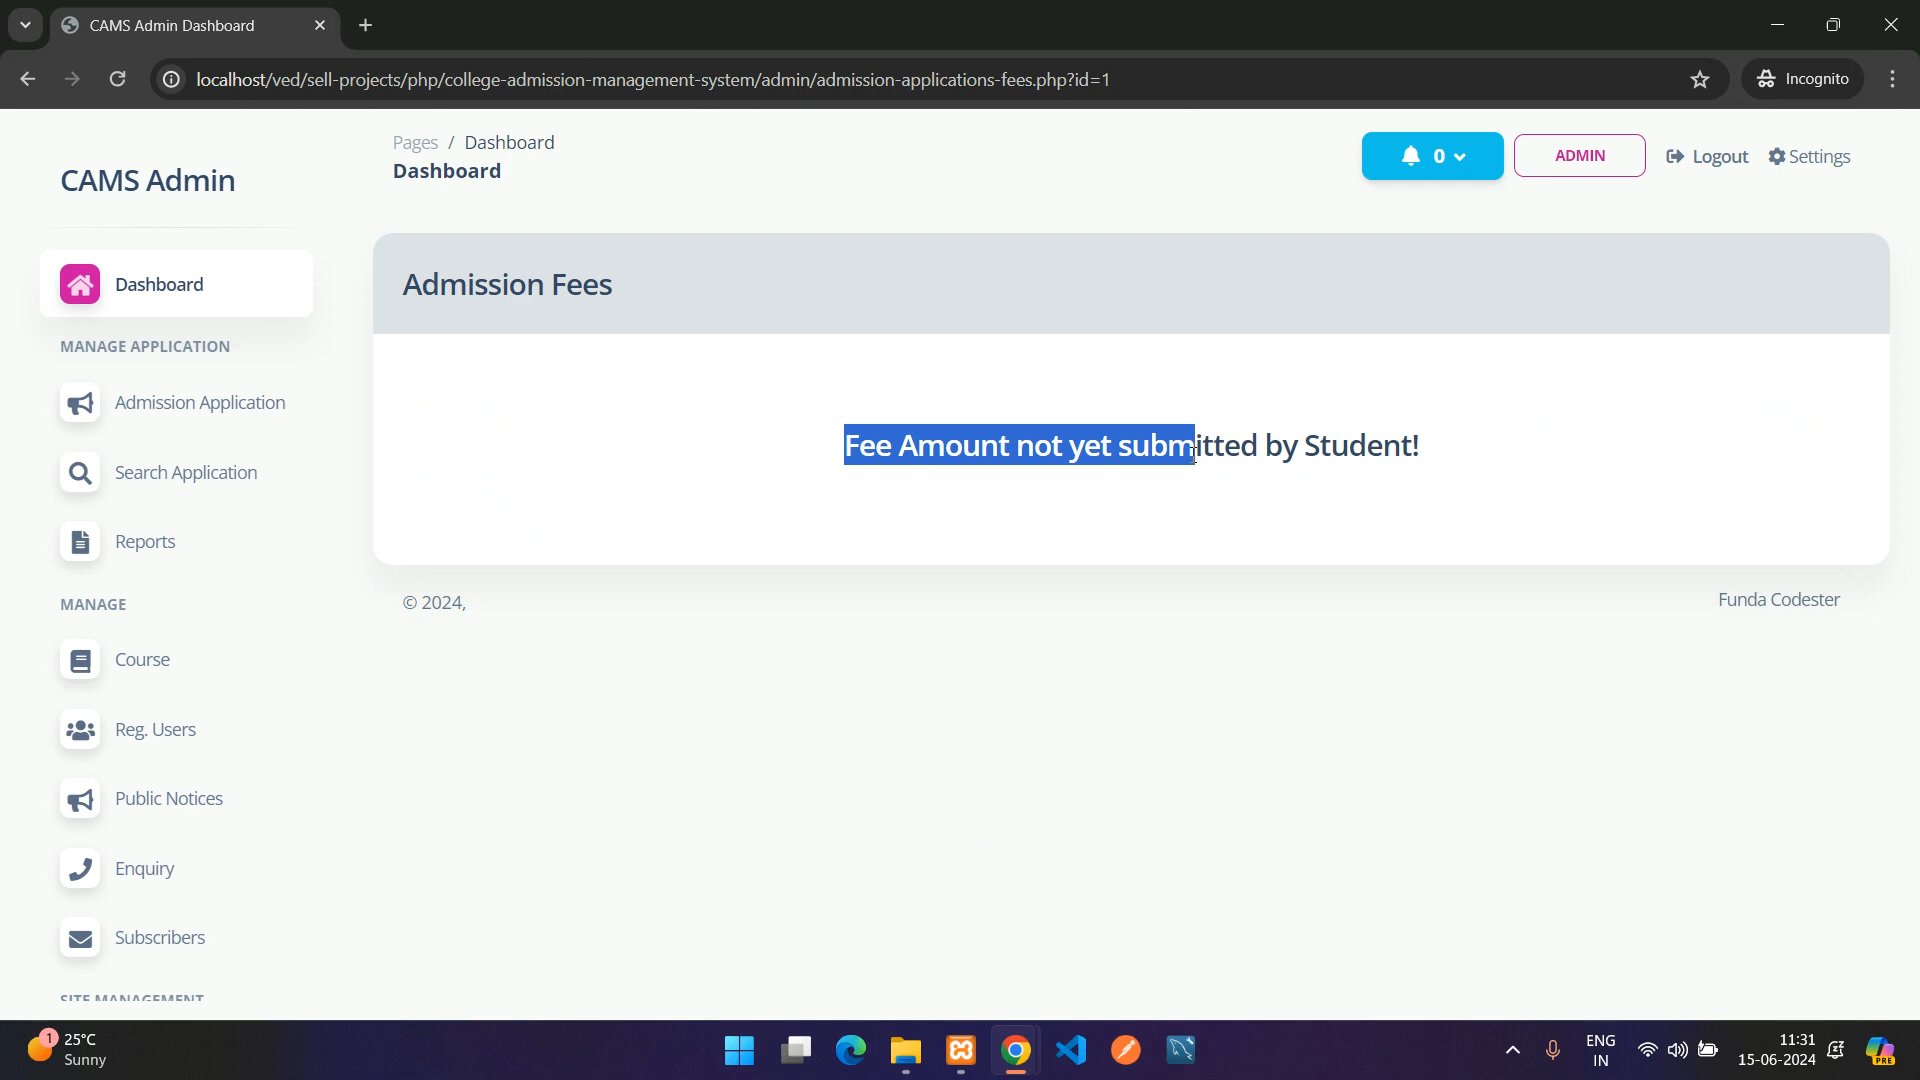 CAMS Admin Dashboard
localhost/ved/sell-projects/php/college-admission-management-system/admin/admission-applications-fees.php?id=1
Incognito
CAMS Admin
Pages / Dashboard
Dashboard
0
ADMIN
Logout
Settings
Dashboard
MANAGE APPLICATION
Admission Application
Search Application
Reports
MANAGE
Course
Reg. Users
Public Notices
Enquiry
Subscribers
SITE MANAGEMENT
Admission Fees
Fee Amount not yet submitted by Student!
© 2024,
Funda Codester
1
25°C
Sunny
ENG
IN
11:31
15-06-2024
PRE